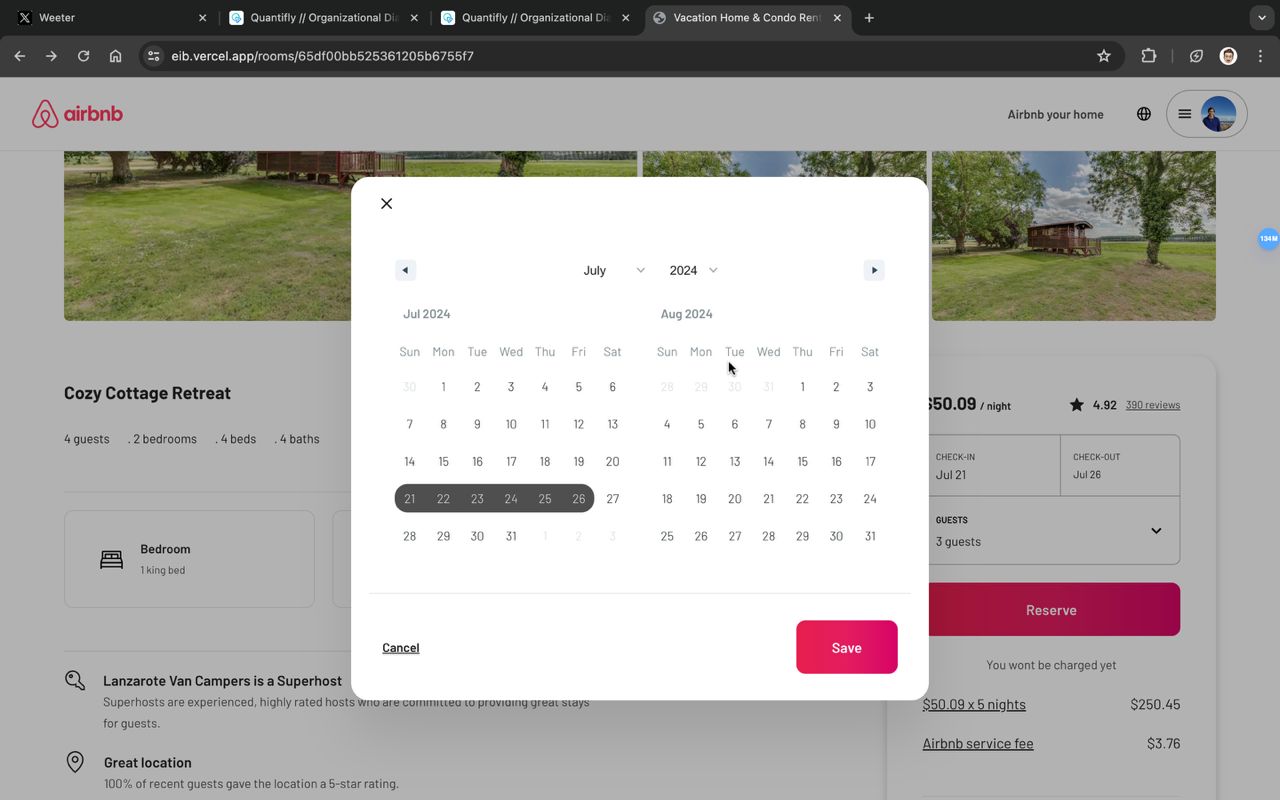 Weeter
Quantifly // Organizational Dia
Quantifly // Organizational Dia
Vacation Home & Condo Rent
eib.vercel.app/rooms/65df00bb525361205b6755f7
airbnb
Airbnb your home
134M
July
2024
Jul 2024
Sun Mon Tue Wed Thu Fri Sat
30 1 2 3 4 5 6
7 8 9 10 11 12 13
14 15 16 17 18 19 20
21 22 23 24 25 26 27
28 29 30 31 1 2 3
Aug 2024
Sun Mon Tue Wed Thu Fri Sat
28 29 30 31 1 2 3
4 5 6 7 8 9 10
11 12 13 14 15 16 17
18 19 20 21 22 23 24
25 26 27 28 29 30 31
Cancel
Save
Cozy Cottage Retreat
4 guests . 2 bedrooms . 4 beds . 4 baths
Bedroom
1 king bed
Lanzarote Van Campers is a Superhost
Superhosts are experienced, highly rated hosts who are committed to providing great stays
for guests.
Great location
100% of recent guests gave the location a 5-star rating.
$50.09 / night
4.92 390 reviews
CHECK-IN
Jul 21
CHECK-OUT
Jul 26
GUESTS
3 guests
Reserve
You wont be charged yet
$50.09 x 5 nights $250.45
Airbnb service fee $3.76